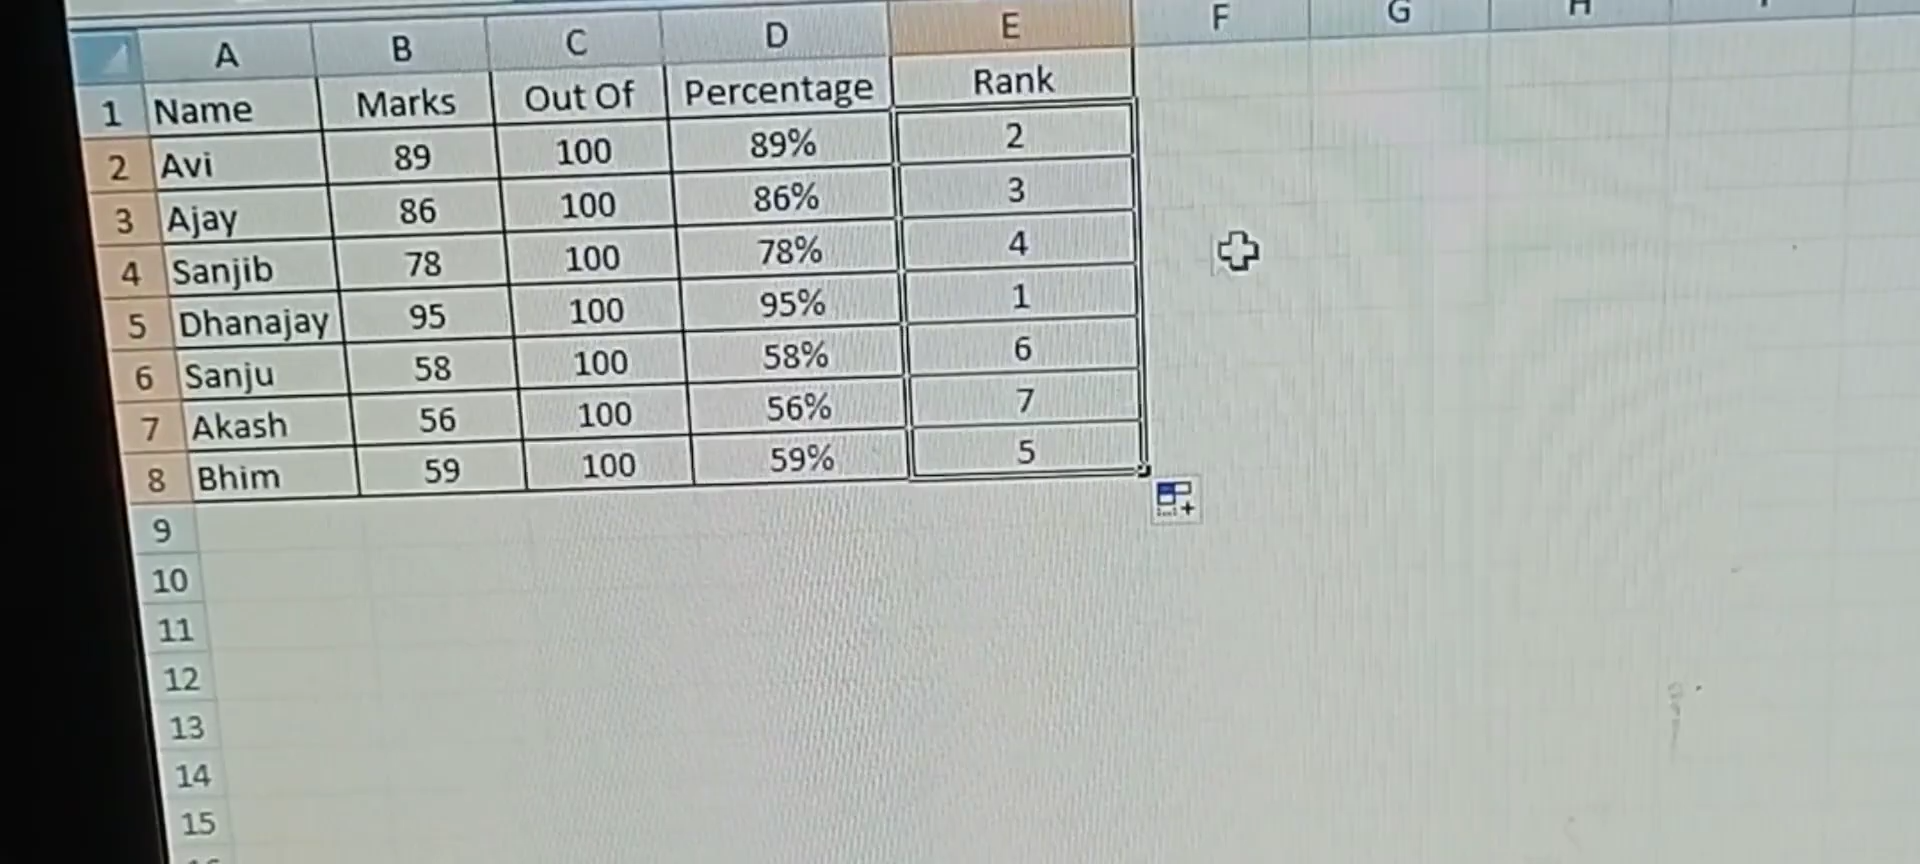 A B C D E F G H
1 Name Marks Out Of Percentage Rank
2 Avi 89 100 89% 2
3 Ajay 86 100 86% 3
4 Sanjib 78 100 78% 4
5 Dhanajay 95 100 95% 1
6 Sanju 58 100 58% 6
7 Akash 56 100 56% 7
8 Bhim 59 100 59% 5
9
10
11
12
13
14
15